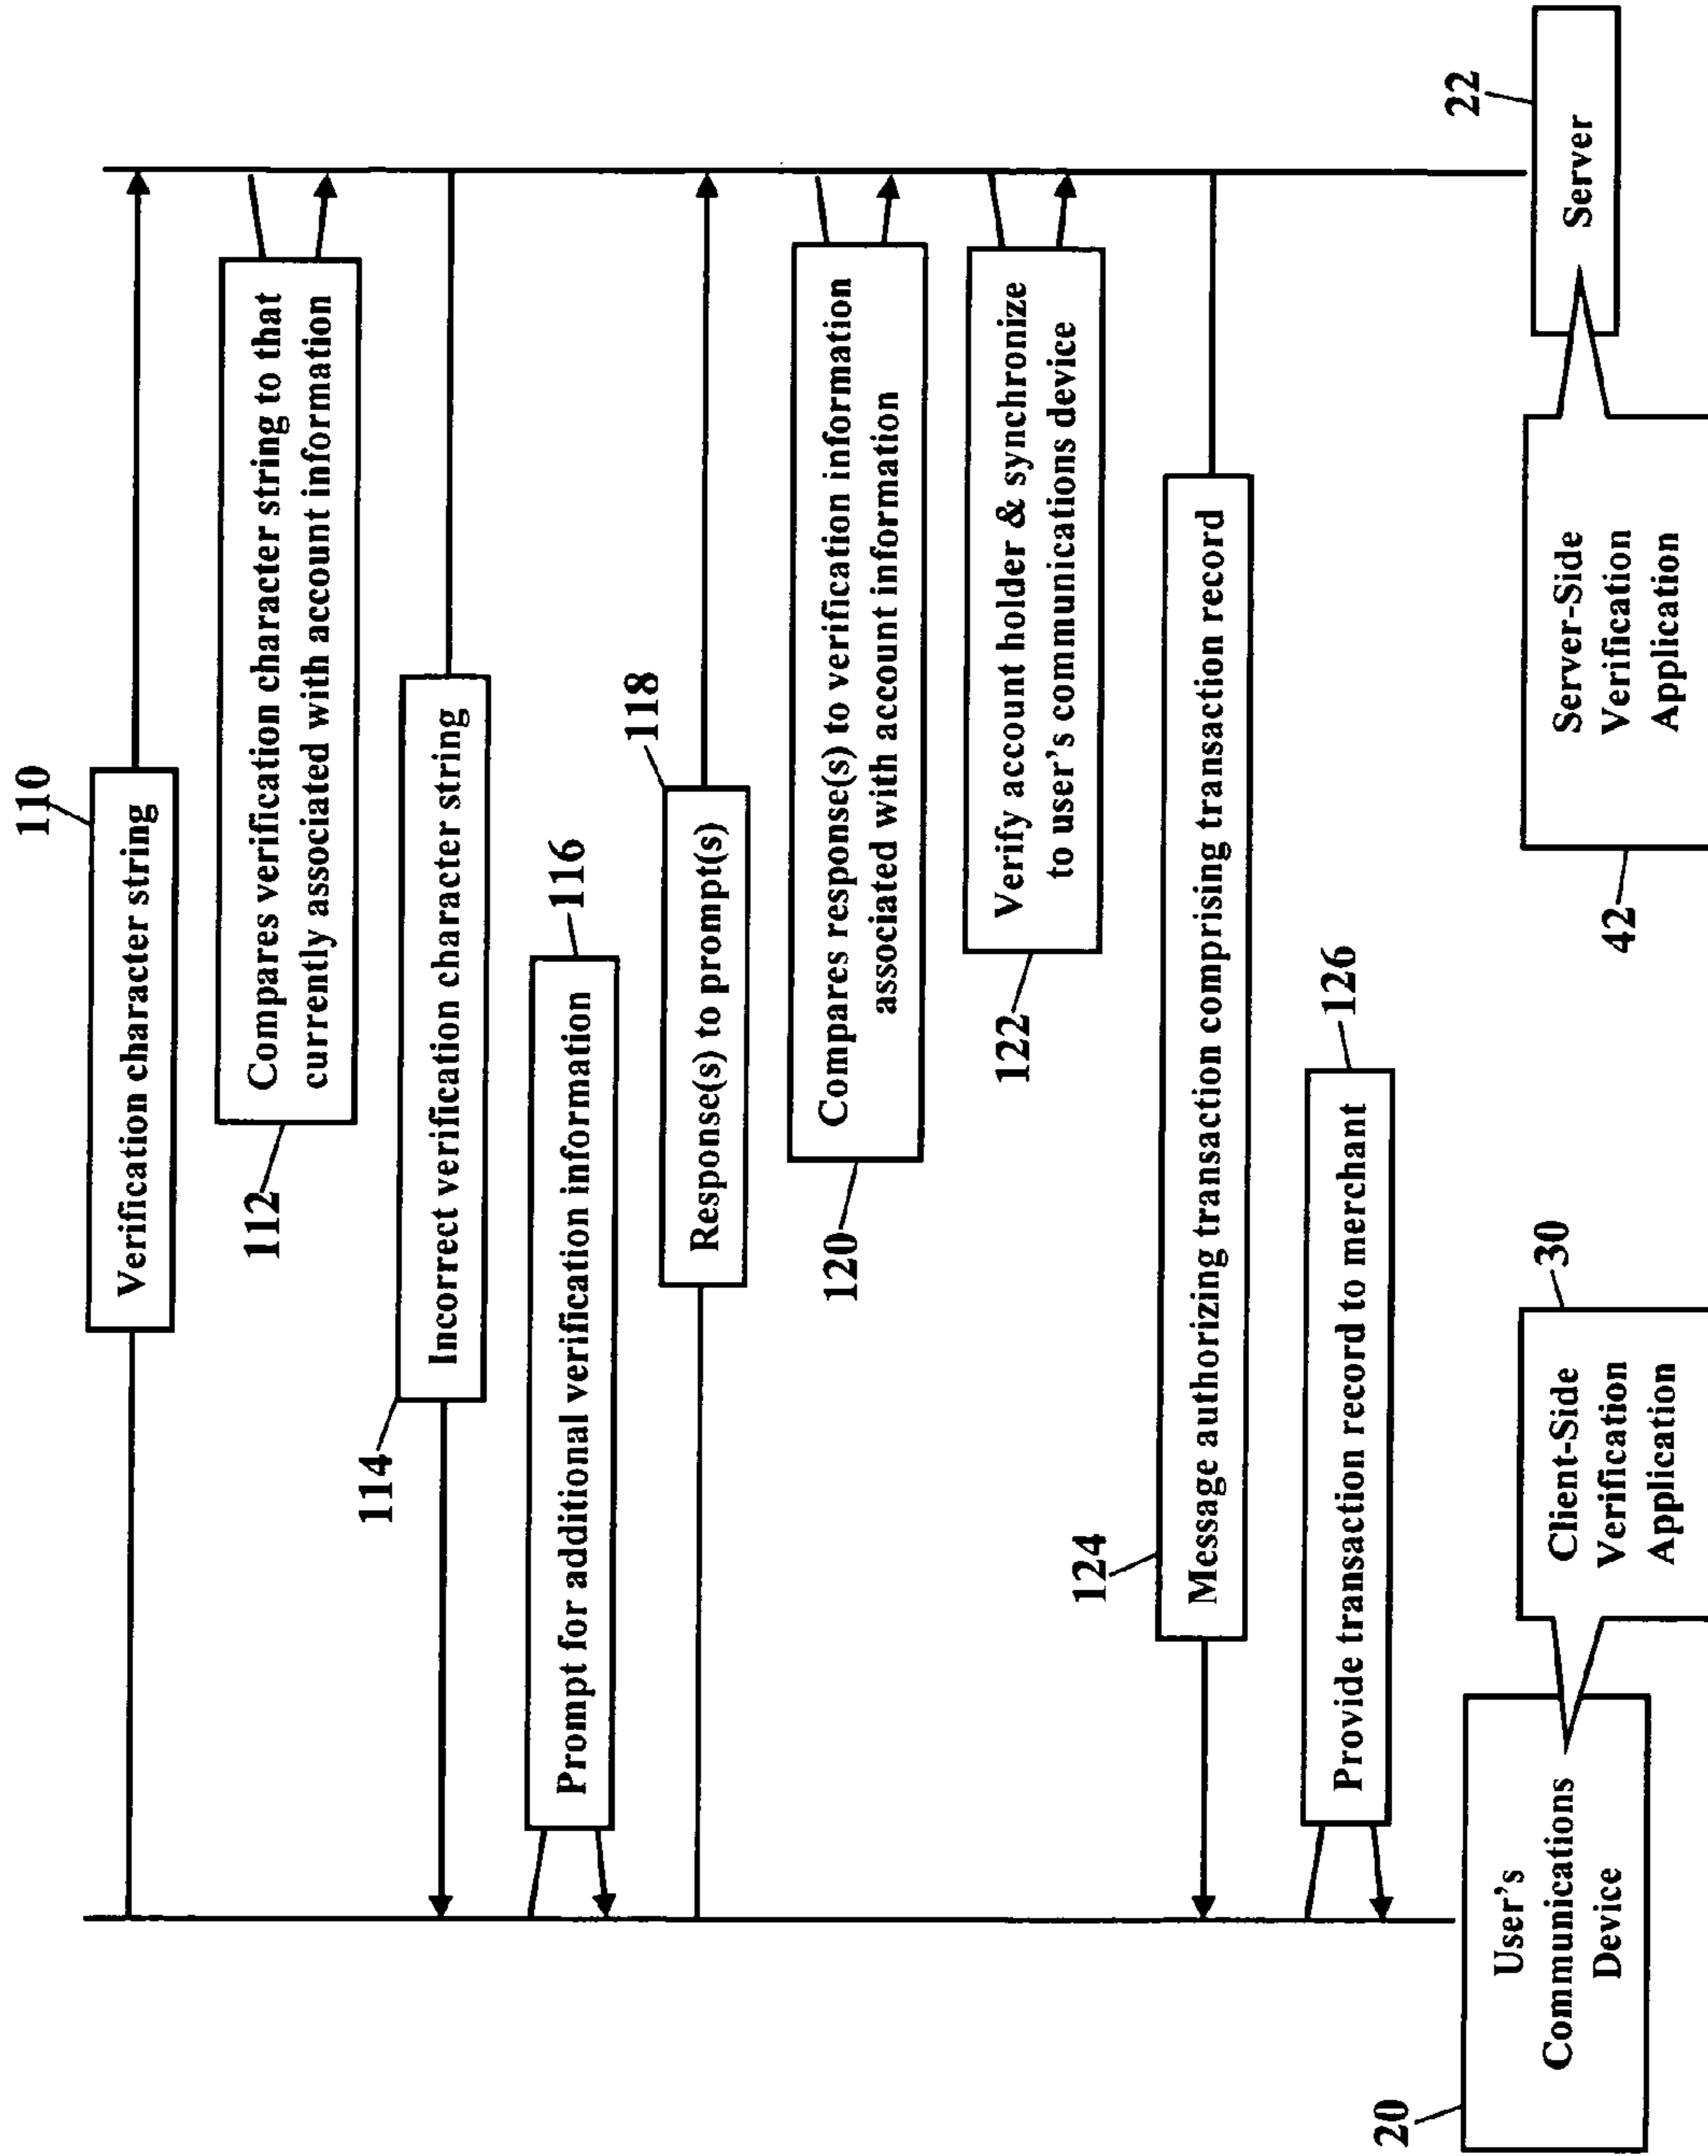 110
Verification character string
112
Compares verification character string to that
currently associated with account information
114
Incorrect verification character string
116
Prompt for additional verification information
118
Response(s) to prompt(s)
120
Compares response(s) to verification information
associated with account information
122
Verify account holder & synchronize
to user's communications device
124
Message authorizing transaction comprising transaction record
126
Provide transaction record to merchant
20
User's
Communications
Device
30
Client-Side
Verification
Application
42
Server-Side
Verification
Application
22
Server